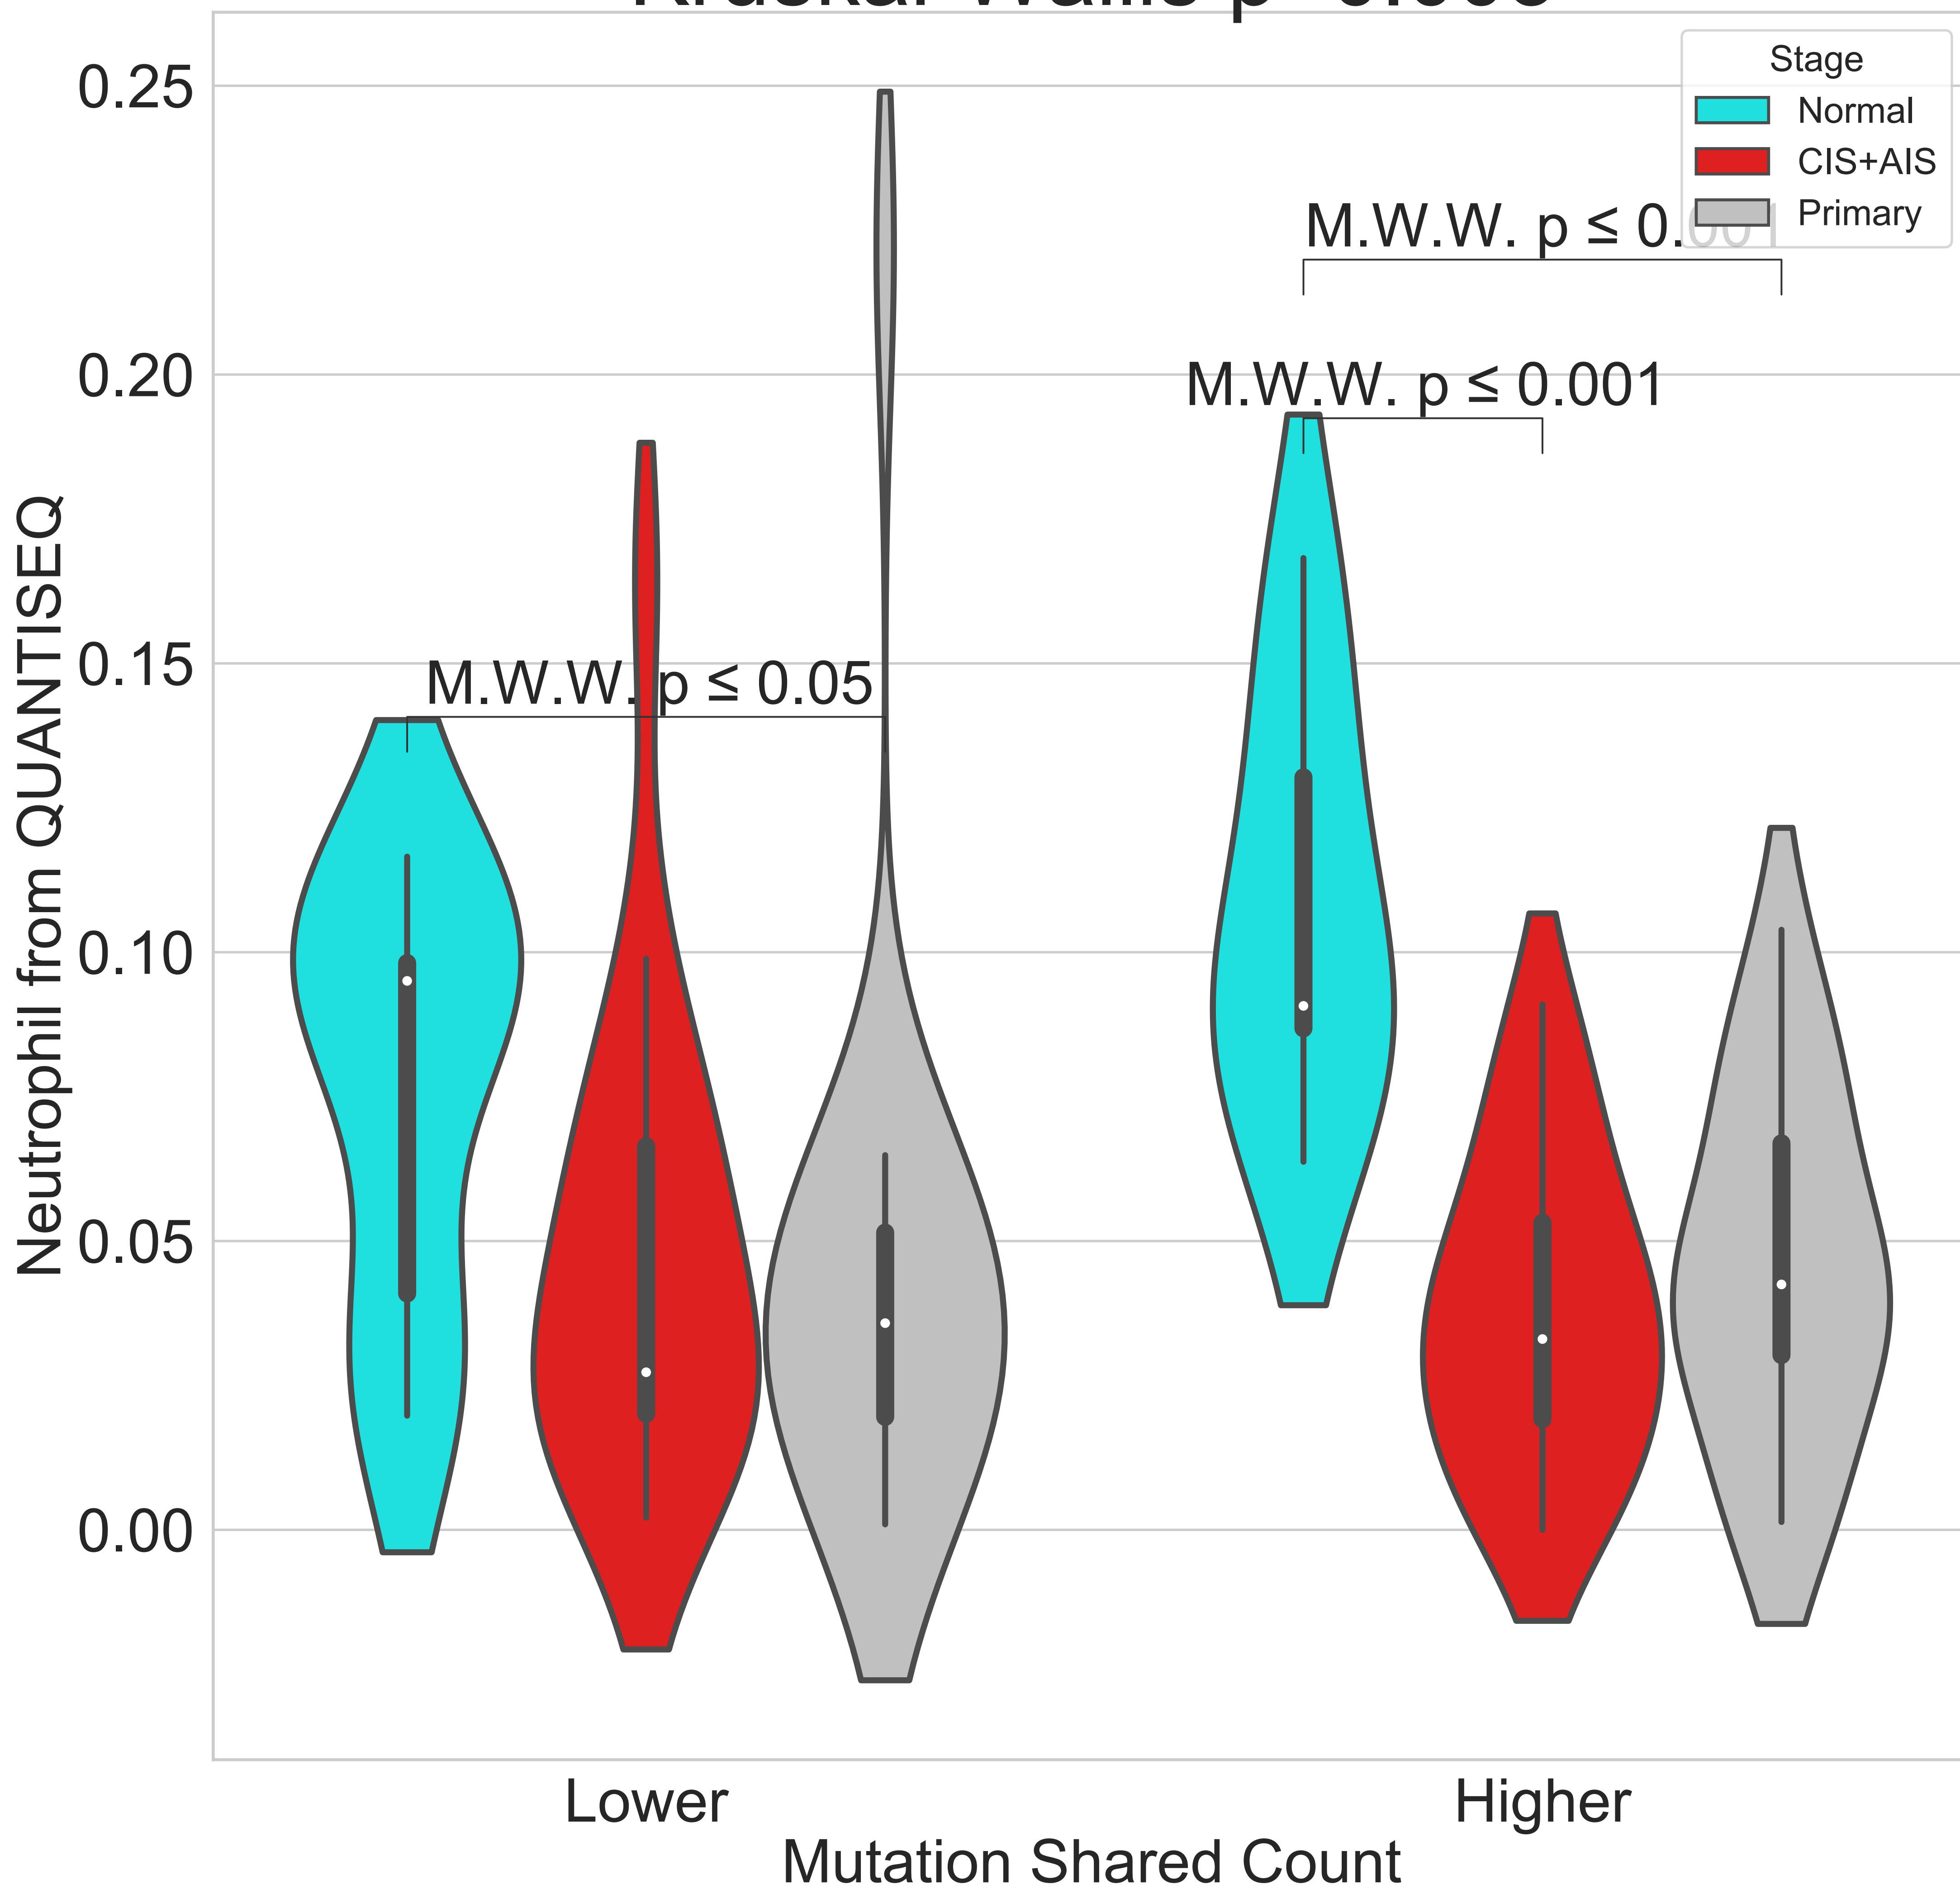 Stage
Normal
CIS+AIS
Primary
M.W.W. p ≤ 0.001
M.W.W. p ≤ 0.001
M.W.W. p ≤ 0.05
0.25
0.20
0.15
0.10
0.05
0.00
Neutrophil from QUANTISEQ
Lower
Higher
Mutation Shared Count